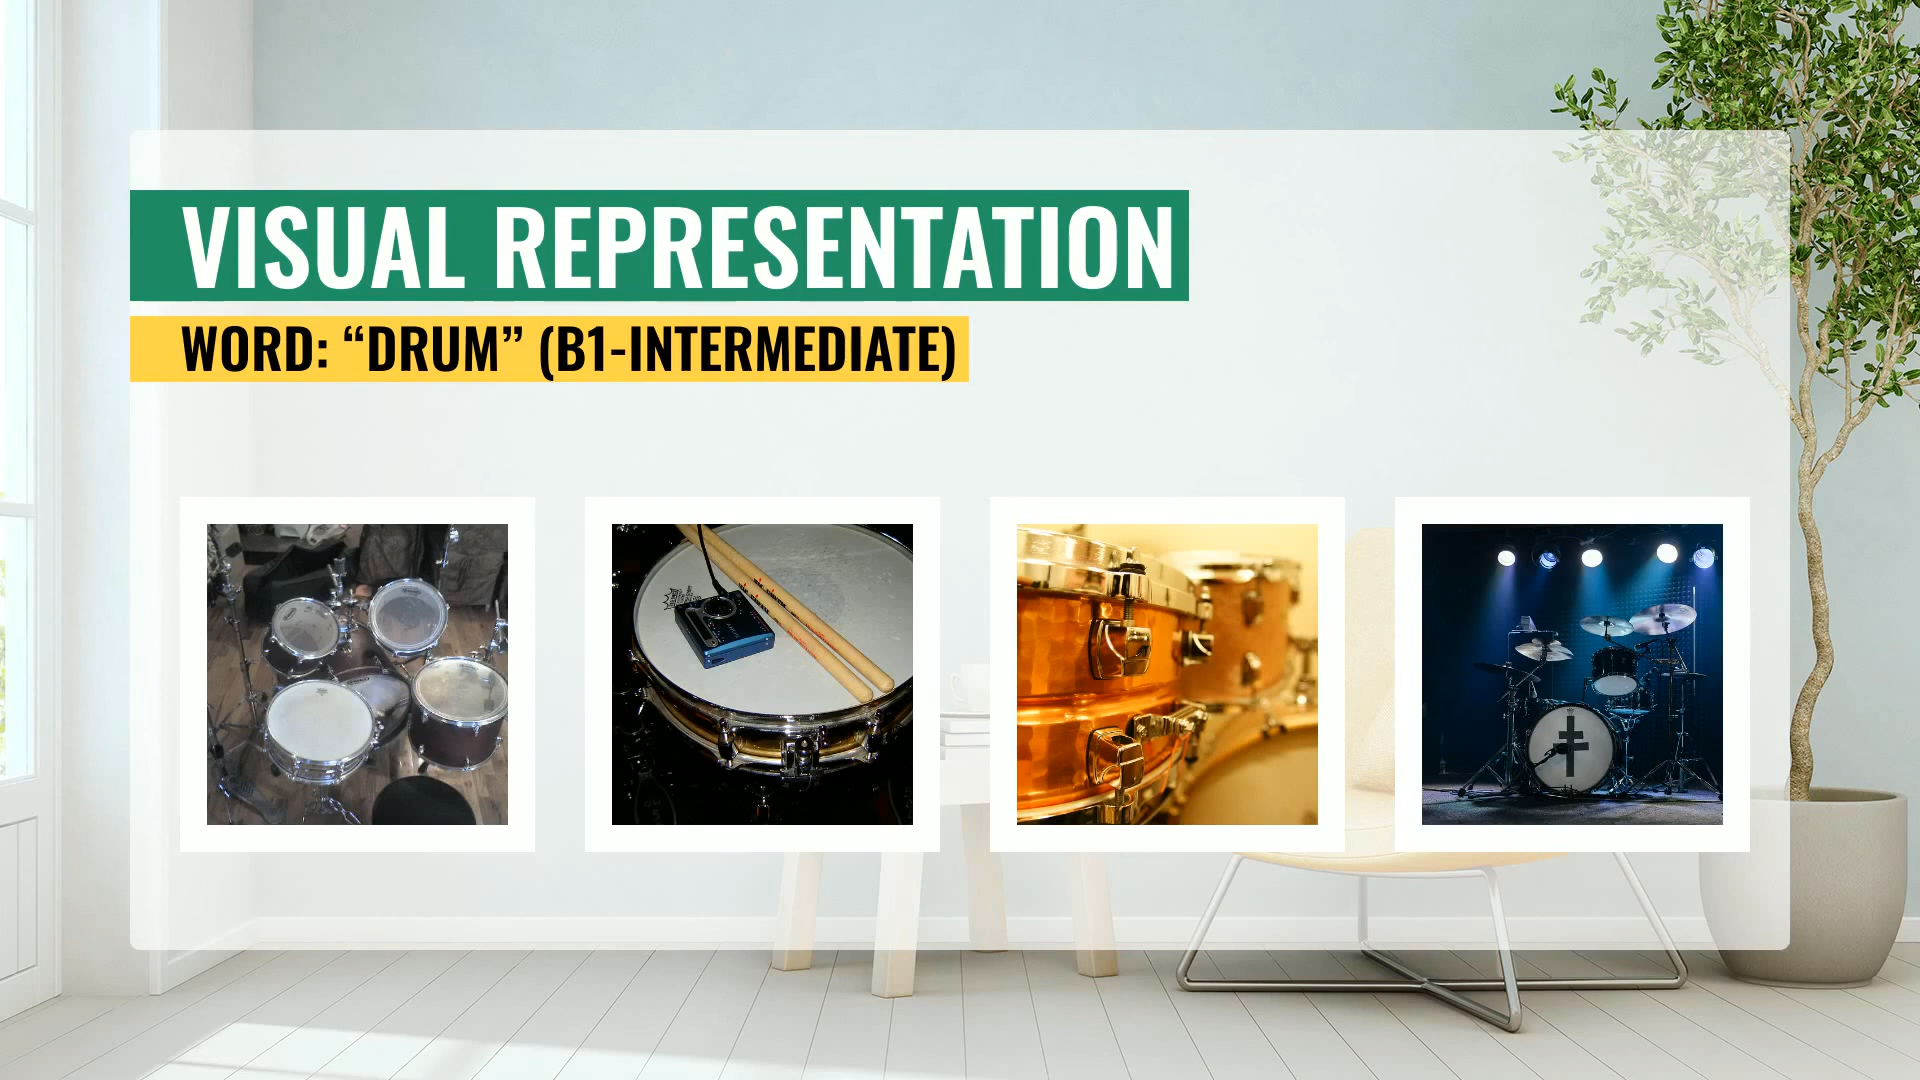 VISUAL REPRESENTATION
WORD: “DRUM” (B1-INTERMEDIATE)